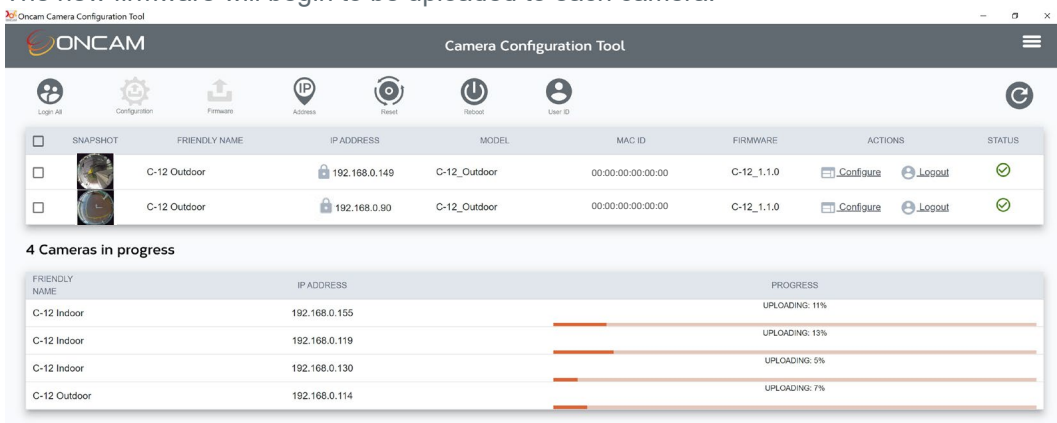 The new firmware will begin to be uploaded to each camera.
Oncam Camera Configuration Tool
ONCAM Camera Configuration Tool
IP
Login All Configuration Firmware Address Reset Reboot User ID
SNAPSHOT FRIENDLY NAME IP ADDRESS MODEL MAC ID FIRMWARE ACTIONS STATUS
C-12 Outdoor 192.168.0.149 C-12_Outdoor 00:00:00:00:00:00 C-12_1.1.0 Configure Logout
C-12 Outdoor 192.168.0.90 C-12_Outdoor 00:00:00:00:00:00 C-12_1.1.0 Configure Logout
4 Cameras in progress
FRIENDLY
NAME IP ADDRESS PROGRESS
C-12 Indoor 192.168.0.155 UPLOADING: 11%
C-12 Indoor 192.168.0.119 UPLOADING: 13%
C-12 Indoor 192.168.0.130 UPLOADING: 5%
C-12 Outdoor 192.168.0.114 UPLOADING: 7%